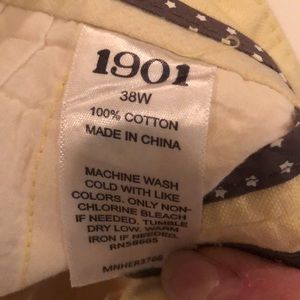 1901
38W
100% COTTON
MADE IN CHINA
MACHINE WASH
COLD WITH LIKE
COLORS, ONLY NON-
CHLORINE BLEACH
IF NEEDED. TUMBLE
DRY LOW. WARM
IRON IF NEEDED.
RN58665